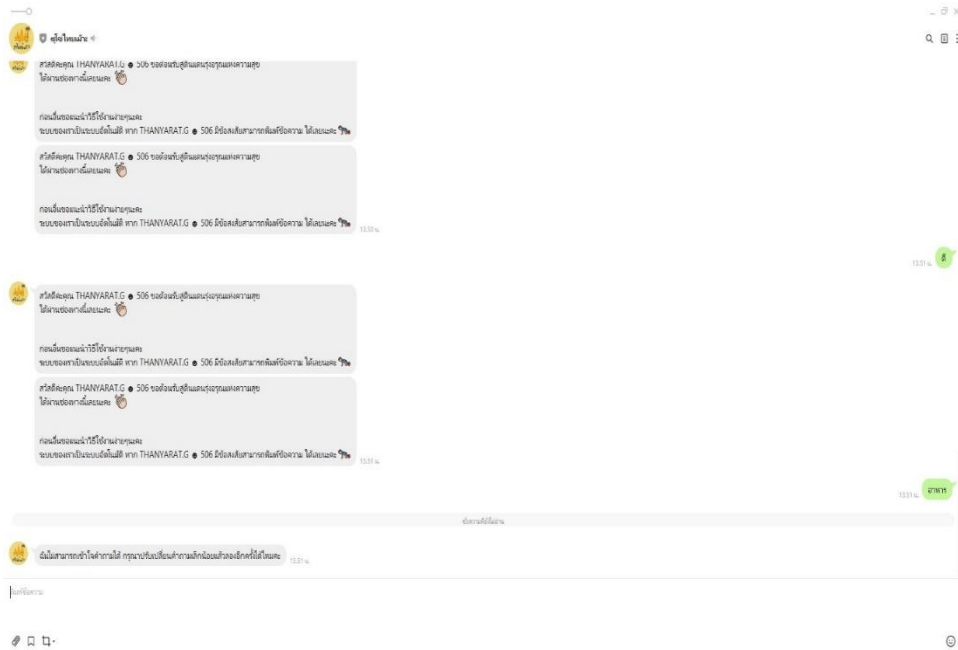 สวัสดีค่ะคุณ THANYARAT.G ☻ 506 ขอต้อนรับสู่ดินแดนรุ่งอรุณแห่งความสุข
ได้ผ่านช่องทางนี้เลยนะคะ
ก่อนอื่นขอแนะนำวิธีใช้งานง่ายๆนะคะ
ระบบของเราเป็นระบบอัตโนมัติ หาก THANYARAT.G ☻ 506 มีข้อสงสัยสามารถพิมพ์ข้อความ ได้เลยนะคะ
สวัสดีค่ะคุณ THANYARAT.G ☻ 506 ขอต้อนรับสู่ดินแดนรุ่งอรุณแห่งความสุข
ได้ผ่านช่องทางนี้เลยนะคะ
ก่อนอื่นขอแนะนำวิธีใช้งานง่ายๆนะคะ
ระบบของเราเป็นระบบอัตโนมัติ หาก THANYARAT.G ☻ 506 มีข้อสงสัยสามารถพิมพ์ข้อความ ได้เลยนะคะ
13.51 น.
สวัสดีค่ะคุณ THANYARAT.G ☻ 506 ขอต้อนรับสู่ดินแดนรุ่งอรุณแห่งความสุข
ได้ผ่านช่องทางนี้เลยนะคะ
ก่อนอื่นขอแนะนำวิธีใช้งานง่ายๆนะคะ
ระบบของเราเป็นระบบอัตโนมัติ หาก THANYARAT.G ☻ 506 มีข้อสงสัยสามารถพิมพ์ข้อความ ได้เลยนะคะ
สวัสดีค่ะคุณ THANYARAT.G ☻ 506 ขอต้อนรับสู่ดินแดนรุ่งอรุณแห่งความสุข
ได้ผ่านช่องทางนี้เลยนะคะ
ก่อนอื่นขอแนะนำวิธีใช้งานง่ายๆนะคะ
ระบบของเราเป็นระบบอัตโนมัติ หาก THANYARAT.G ☻ 506 มีข้อสงสัยสามารถพิมพ์ข้อความ ได้เลยนะคะ
13.51 น.
13.51 น. อาหาร
ข้อความที่ยังไม่อ่าน
ฉันไม่สามารถเข้าใจคำถามได้ กรุณาปรับเปลี่ยนคำถามเล็กน้อยแล้วลองอีกครั้งได้ไหมคะ
13.51 น.
พิมพ์ข้อความ